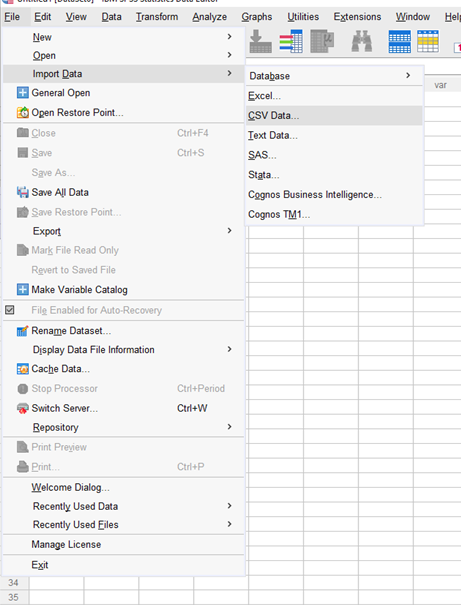 File Edit View Data Transform Analyze Graphs Utilities Extensions Window
New
Open
Import Data
General Open
Open Restore Point...
Close Ctrl+F4
Save Ctrl+S
Save As...
Save All Data
Save Restore Point...
Export
Mark File Read Only
Revert to Saved File
Make Variable Catalog
File Enabled for Auto-Recovery
Rename Dataset...
Display Data File Information
Cache Data...
Stop Processor Ctrl+Period
Switch Server... Ctrl+W
Repository
Print Preview
Print... Ctrl+P
Welcome Dialog...
Recently Used Data
Recently Used Files
Manage License
Exit
Database
Excel...
CSV Data...
Text Data...
SAS...
Stata...
Cognos Business Intelligence...
Cognos TM1...
var
34
35